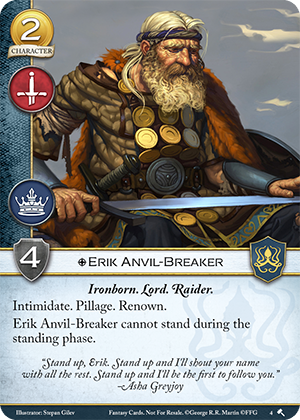 2
CHARACTER
4
Erik Anvil-Breaker
Ironborn. Lord. Raider.
Intimidate. Pillage. Renown.
Erik Anvil-Breaker cannot stand during the
standing phase.
"Stand up, Erik. Stand up and I'll shout your name
with all the rest. Stand up and I'll be the first to follow you."
-Asha Greyjoy
Illustrator: Stepan Gilev Fantasy Cards. Not For Resale. ©George R.R. Martin ©FFG 4